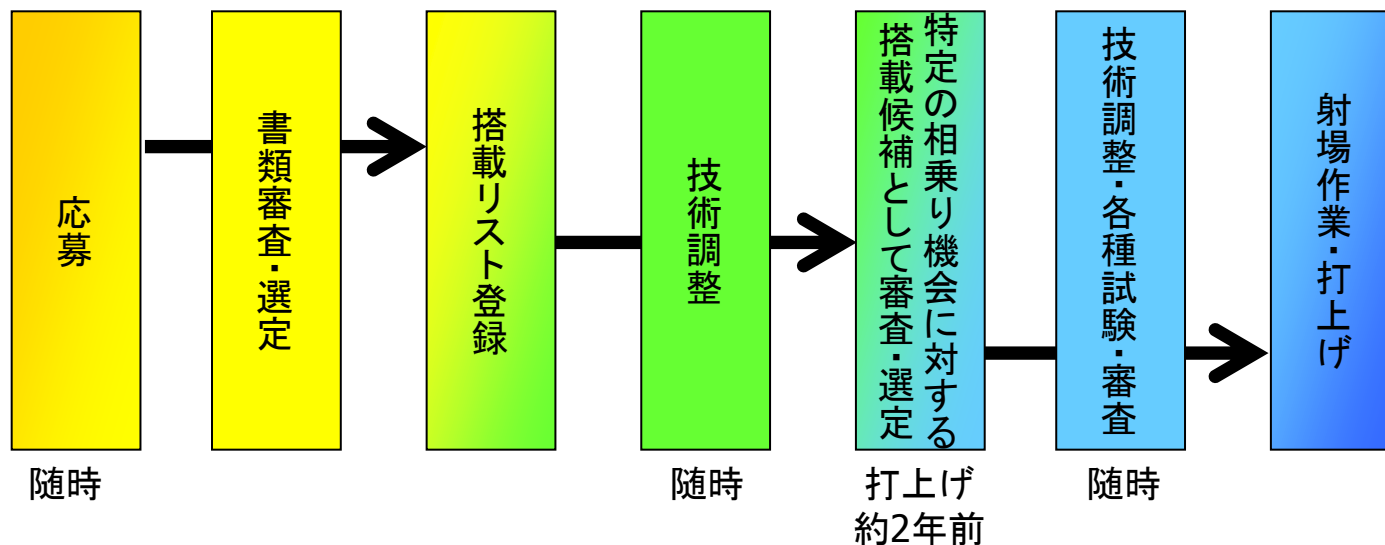 応募
書類審査・選定
搭載リスト登録
技術調整
特定の相乗り機会に対する
搭載候補として審査・選定
技術調整・各種試験・審査
射場作業・打上げ
随時
随時
打上げ
約2年前
随時